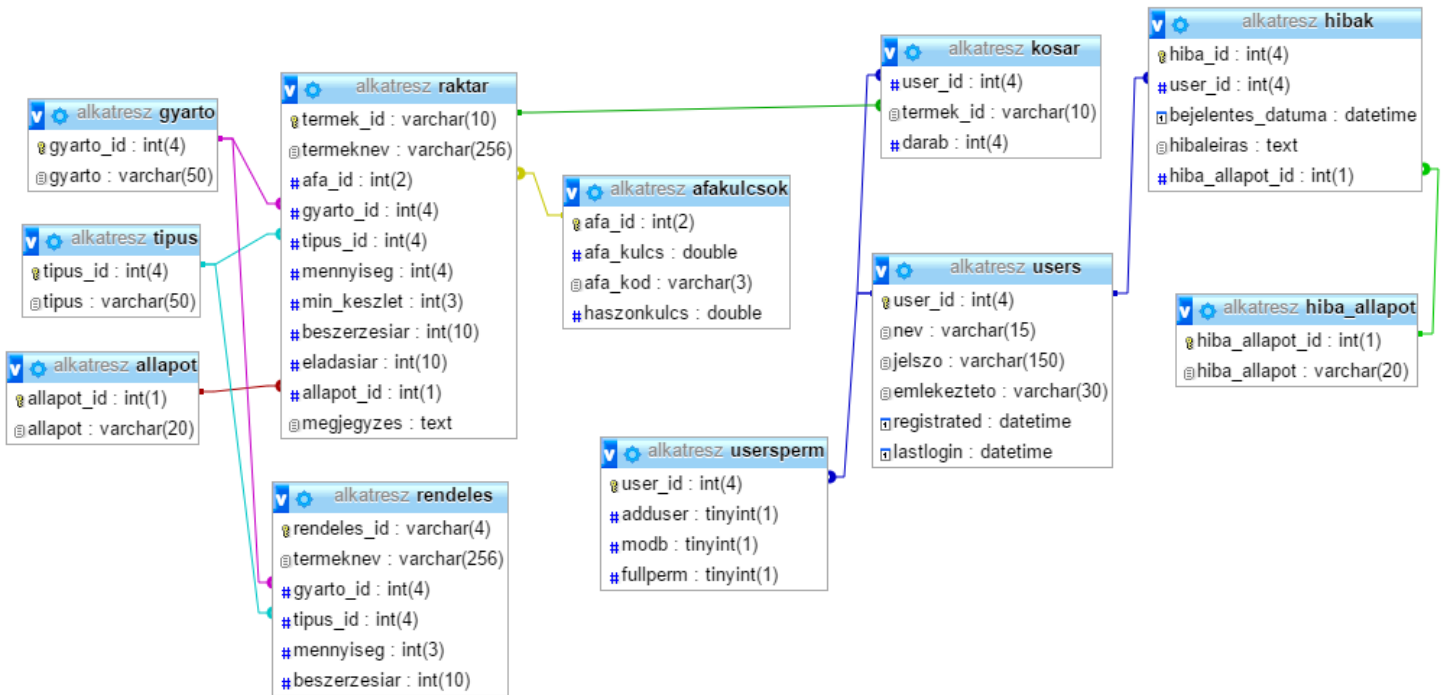 alkatresz gyarto
gyarto_id : int(4)
gyarto : varchar(50)
alkatresz tipus
tipus_id : int(4)
tipus : varchar(50)
alkatresz allapot
allapot_id : int(1)
allapot : varchar(20)
alkatresz raktar
termek_id : varchar(10)
termeknev : varchar(256)
#afa_id : int(2)
#gyarto_id : int(4)
#tipus_id : int(4)
#mennyiseg : int(4)
#min_keszlet : int(3)
#beszerzesiar : int(10)
#eladasiar : int(10)
#allapot_id : int(1)
megjegyzes : text
alkatresz rendeles
rendeles_id : varchar(4)
termeknev : varchar(256)
#gyarto_id : int(4)
#tipus_id : int(4)
#mennyiseg : int(3)
#beszerzesiar : int(10)
alkatresz afakulcsok
afa_id : int(2)
#afa_kulcs : double
afa_kod : varchar(3)
#haszonkulcs : double
alkatresz usersperm
user_id : int(4)
#adduser : tinyint(1)
#modb : tinyint(1)
#fullperm : tinyint(1)
alkatresz kosar
#user_id : int(4)
termek_id : varchar(10)
#darab : int(4)
alkatresz users
user_id : int(4)
nev : varchar(15)
jelszo : varchar(150)
emlekezteto : varchar(30)
registrated : datetime
lastlogin : datetime
alkatresz hibak
hiba_id : int(4)
#user_id : int(4)
bejelentes_datuma : datetime
hibaleiras : text
#hiba_allapot_id : int(1)
alkatresz hiba_allapot
hiba_allapot_id : int(1)
hiba_allapot : varchar(20)